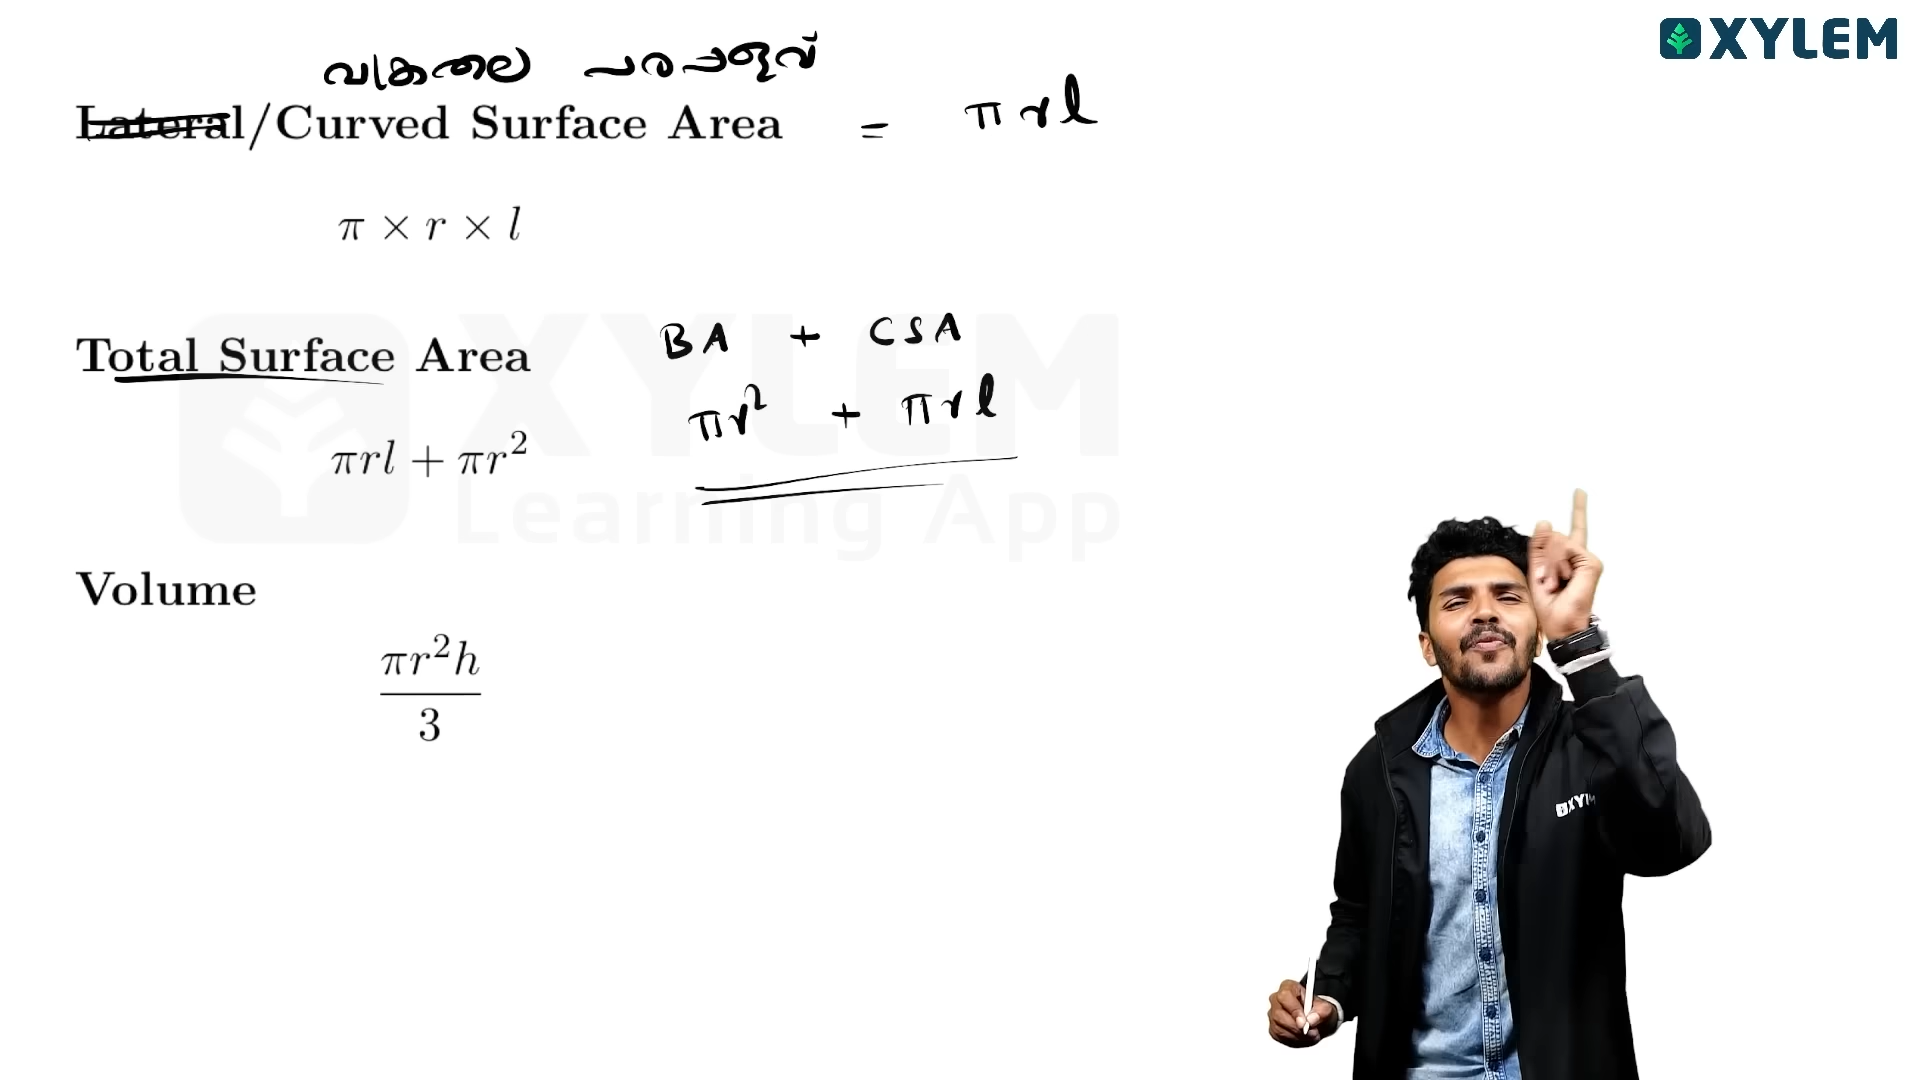 XYLEM
വക്രതല പരപ്പളവ്
Lateral/Curved Surface Area = πrl
π × r × l
Total Surface Area BA + CSA
πr² + πrl
πrl + πr²
XYLEM
Learning App
Volume
πr²h
3